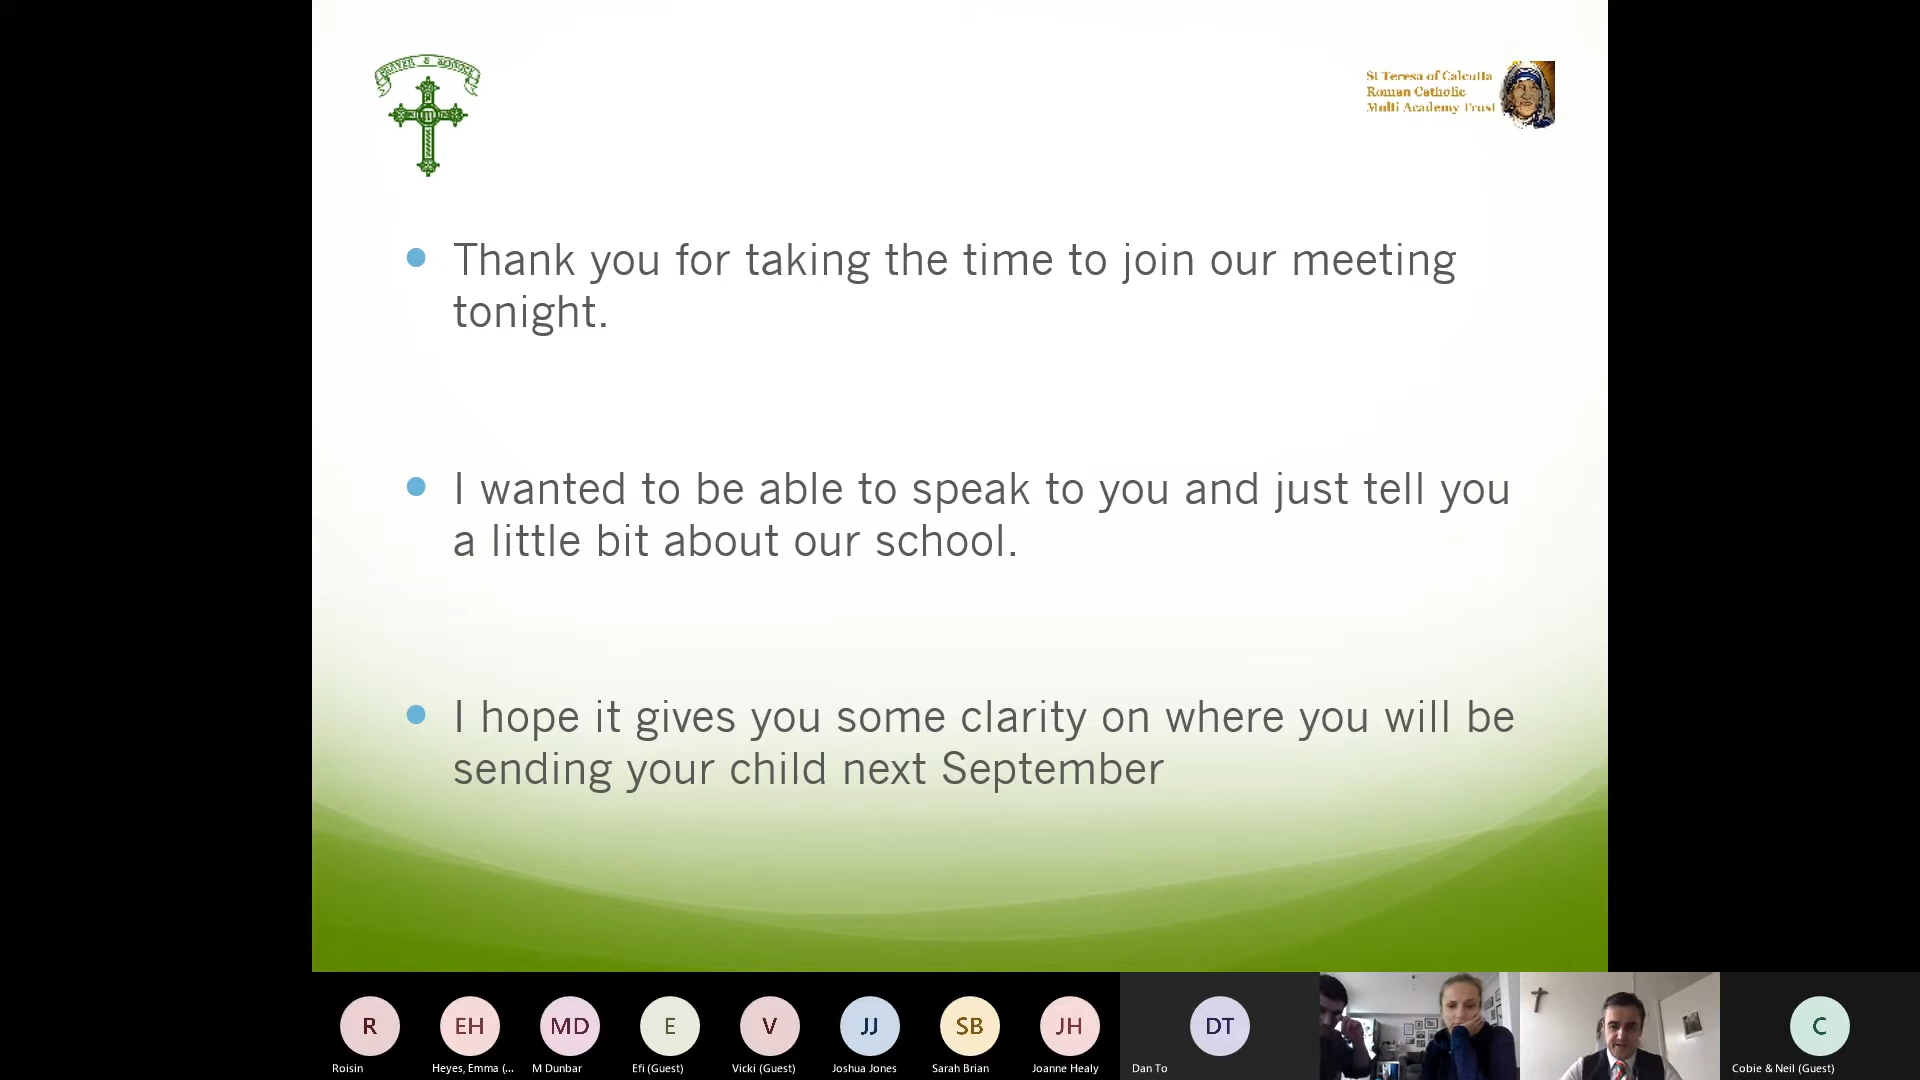 PRAYER & SERVICE
St Teresa of Calcutta
Roman Catholic
Multi Academy Trust
Thank you for taking the time to join our meeting
tonight.
I wanted to be able to speak to you and just tell you
a little bit about our school.
I hope it gives you some clarity on where you will be
sending your child next September
R EH MD E V JJ SB JH DT C
Roisin Heyes, Emma (... M Dunbar Efi (Guest) Vicki (Guest) Joshua Jones Sarah Brian Joanne Healy Dan To Cobie & Neil (Guest)